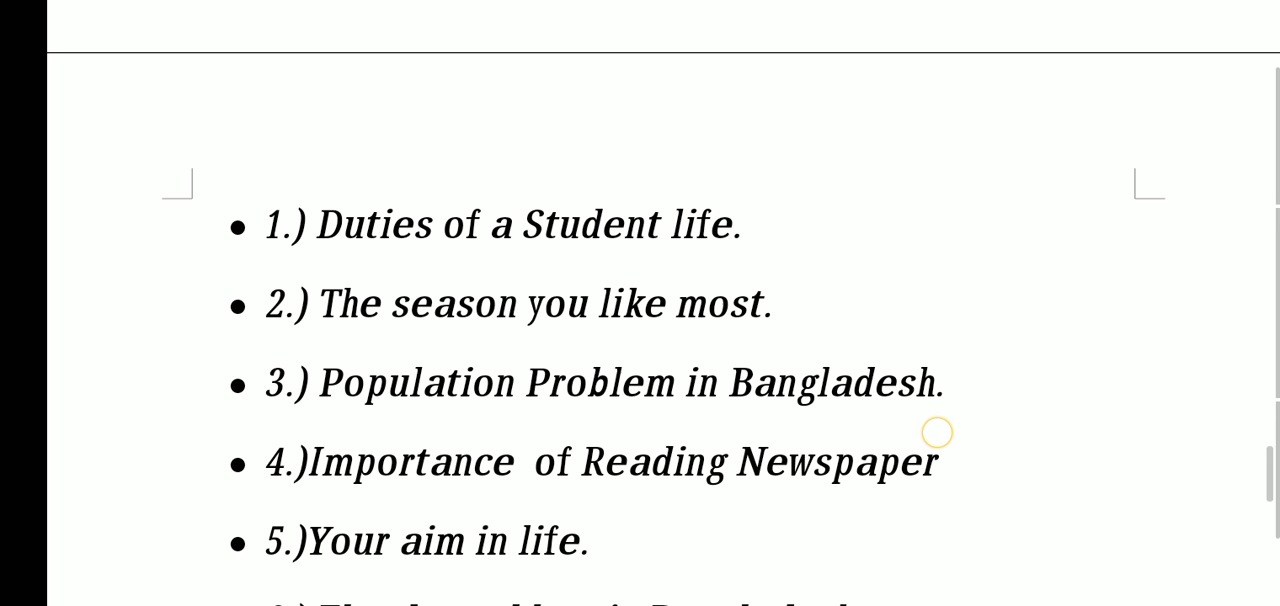 • 1.) Duties of a Student life.
• 2.) The season you like most.
• 3.) Population Problem in Bangladesh.
• 4.)Importance  of Reading Newspaper
• 5.)Your aim in life.